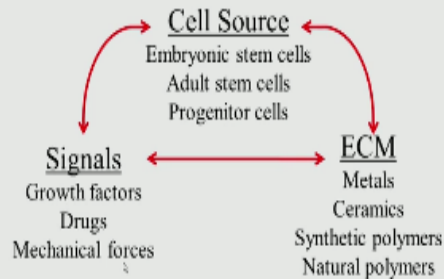 Cell Source
Embryonic stem cells
Adult stem cells
Progenitor cells
Signals
Growth factors
Drugs
Mechanical forces
ECM
Metals
Ceramics
Synthetic polymers
Natural polymers